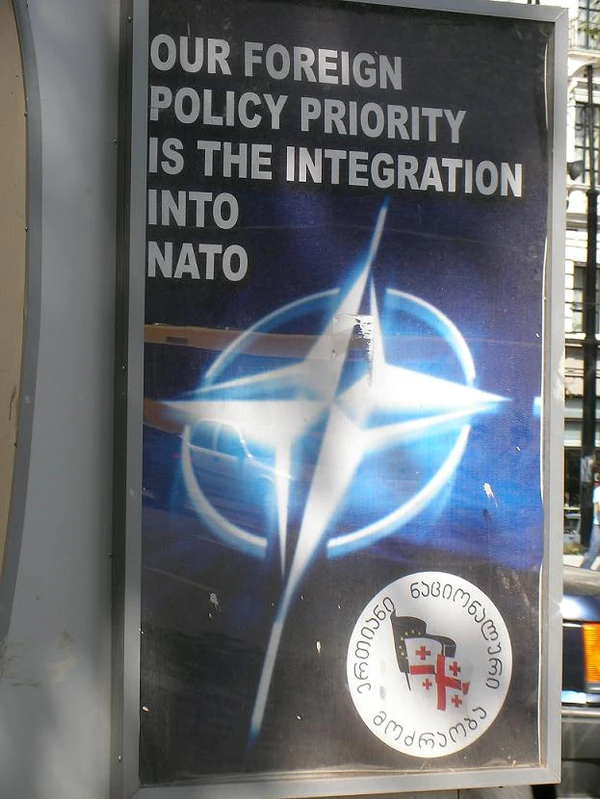 OUR FOREIGN
POLICY PRIORITY
IS THE INTEGRATION
INTO
NATO
ერთიანი ნაციონალური
მოძრაობა